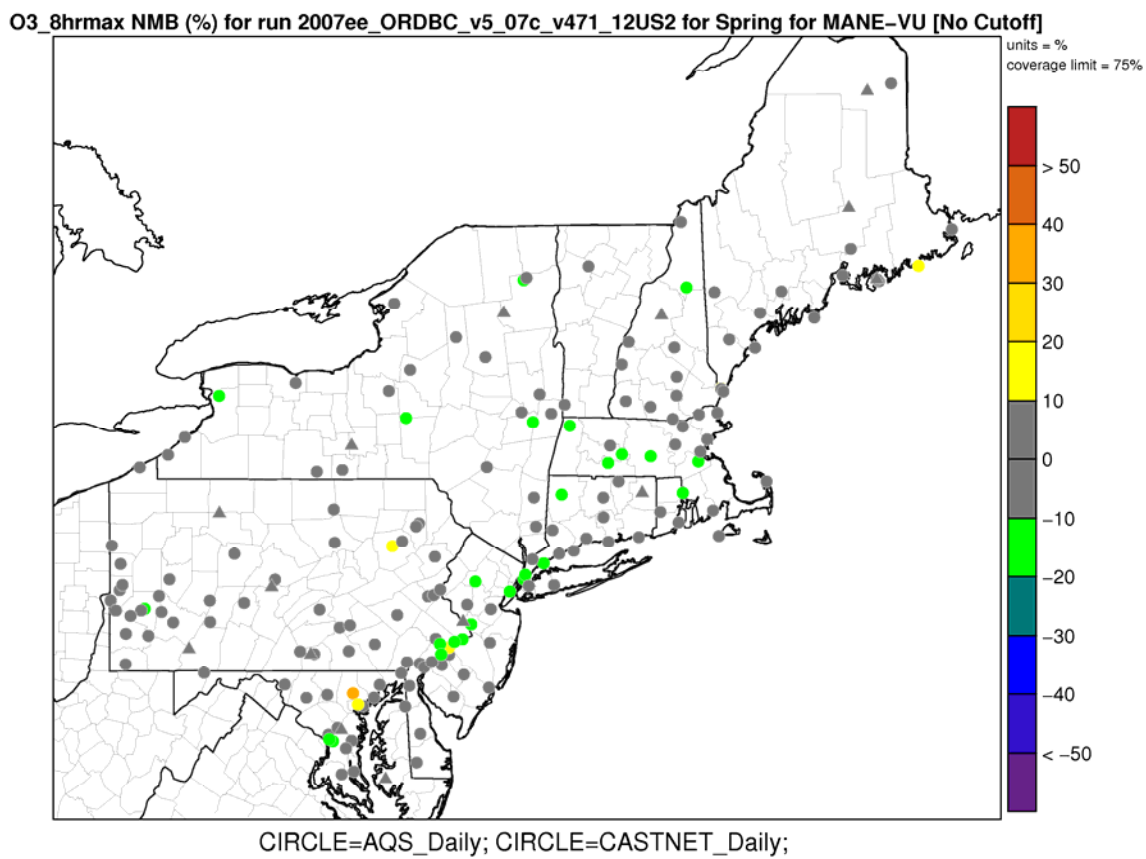 O3_8hrmax NMB (%) for run 2007ee_ORDBC_v5_07c_v471_12US2 for Spring for MANE−VU [No Cutoff]
units = %
coverage limit = 75%
> 50
40
30
20
10
0
−10
−20
−30
−40
< −50
CIRCLE=AQS_Daily; CIRCLE=CASTNET_Daily;